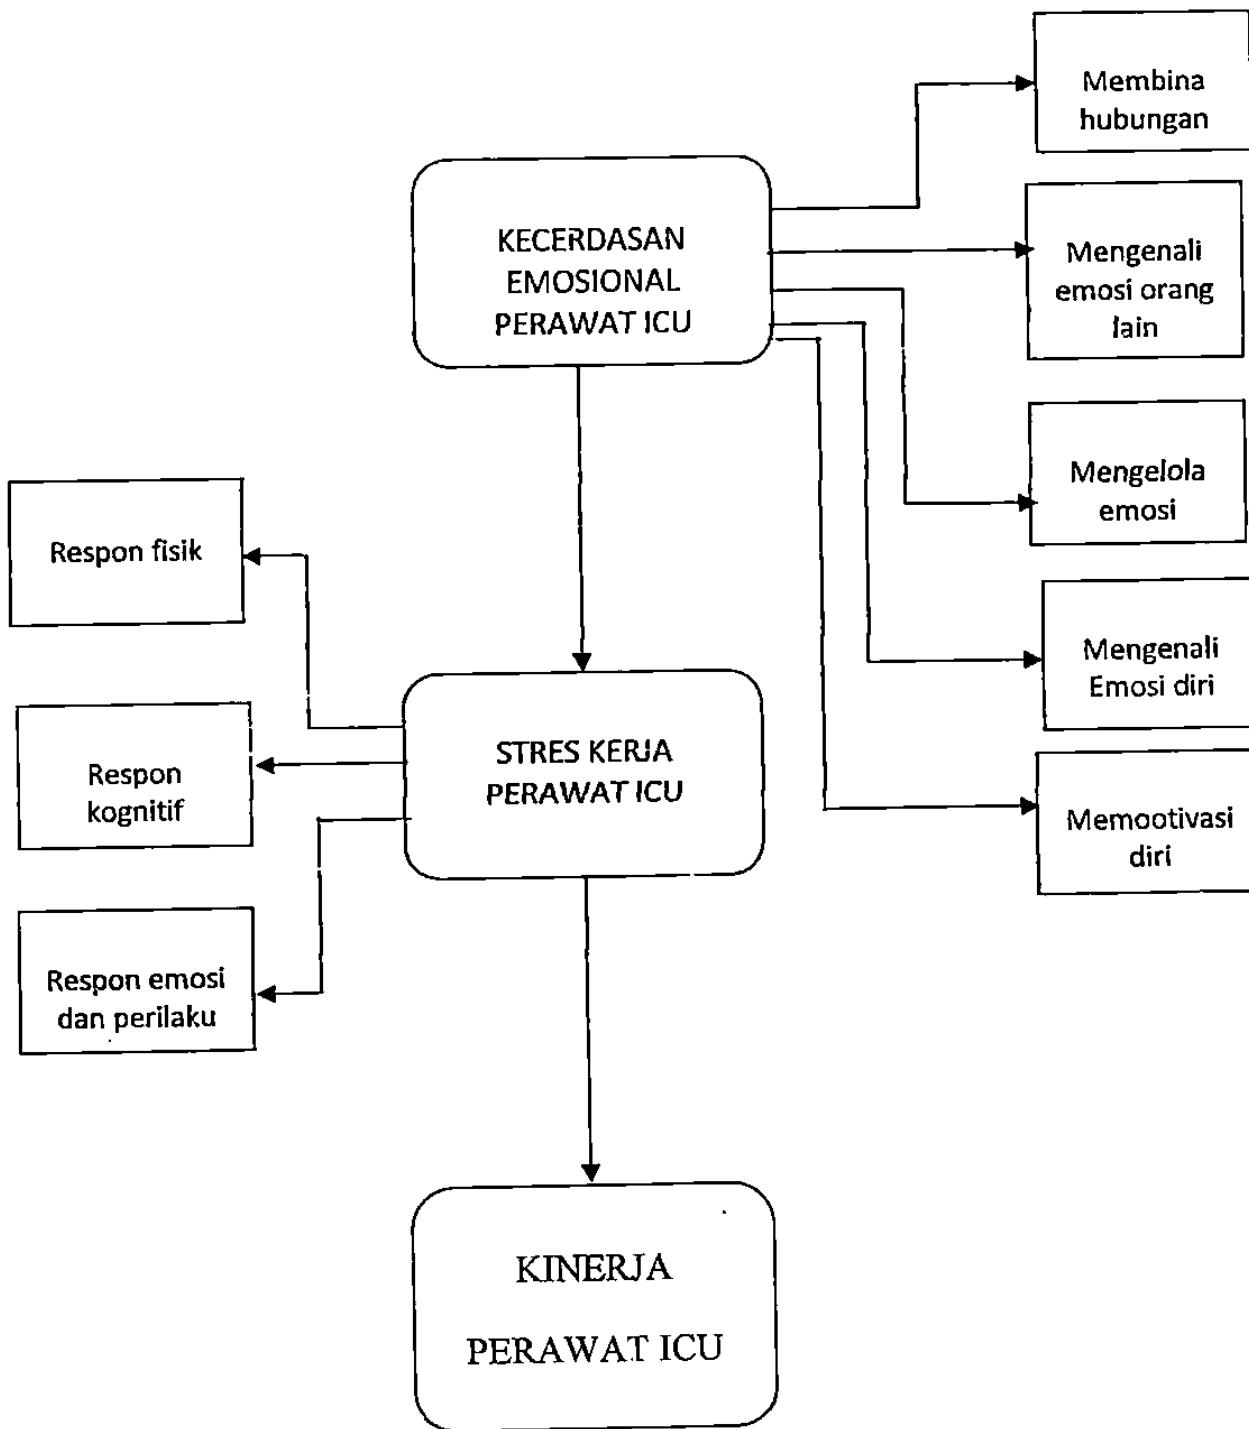 Membina
hubungan
KECERDASAN
EMOSIONAL
PERAWAT ICU
Mengenali
emosi orang
lain
Mengelola
emosi
Respon fisik
Mengenali
Emosi diri
STRES KERJA
PERAWAT ICU
Respon
kognitif
Memootivasi
diri
Respon emosi
dan perilaku
KINERJA
PERAWAT ICU